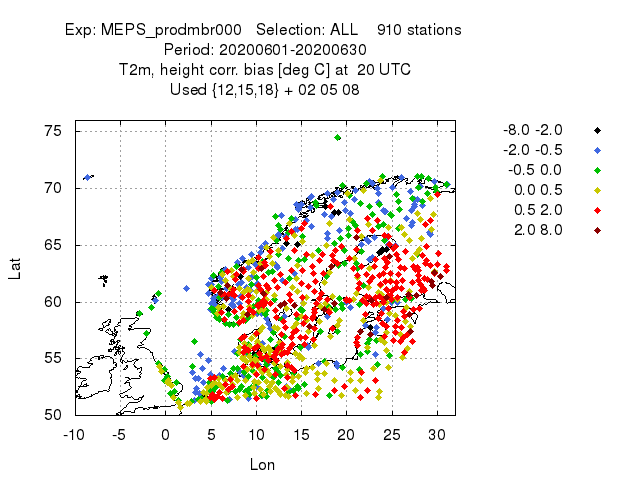 Exp: MEPS_prodmbr000 Selection: ALL 910 stations
Period: 20200601-20200630
T2m, height corr. bias [deg C] at 20 UTC
Used {12,15,18} + 02 05 08
-8.0 -2.0
-2.0 -0.5
-0.5 0.0
0.0 0.5
0.5 2.0
2.0 8.0
75
70
65
60
55
50
Lat
-10 -5 0 5 10 15 20 25 30
Lon